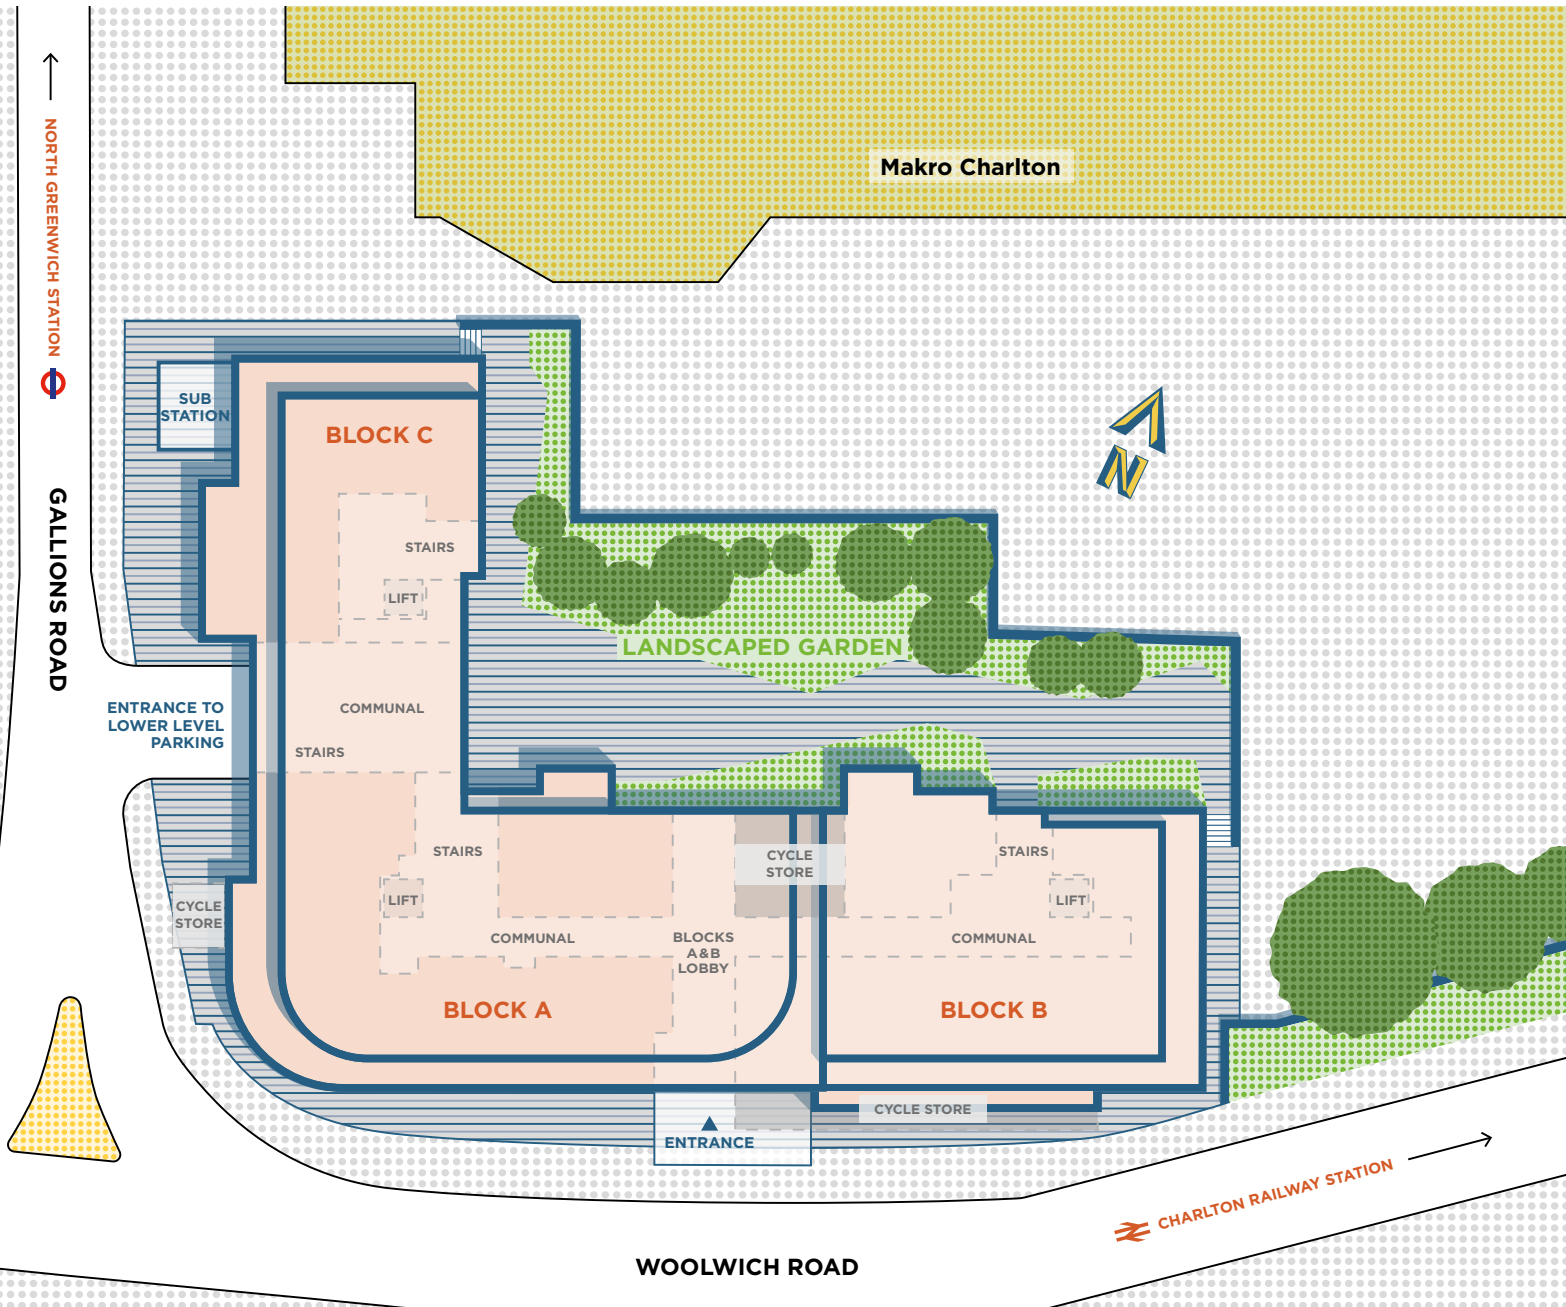 Makro Charlton
NORTH GREENWICH STATION
GALLIONS ROAD
SUB
STATION
BLOCK C
STAIRS
LIFT
N
LANDSCAPED GARDEN
COMMUNAL
STAIRS
ENTRANCE TO
LOWER LEVEL
PARKING
STAIRS
LIFT
CYCLE
STORE
CYCLE
STORE
STAIRS
LIFT
COMMUNAL
BLOCKS
A&B
LOBBY
COMMUNAL
BLOCK A
BLOCK B
CYCLE STORE
ENTRANCE
CHARLTON RAILWAY STATION
WOOLWICH ROAD